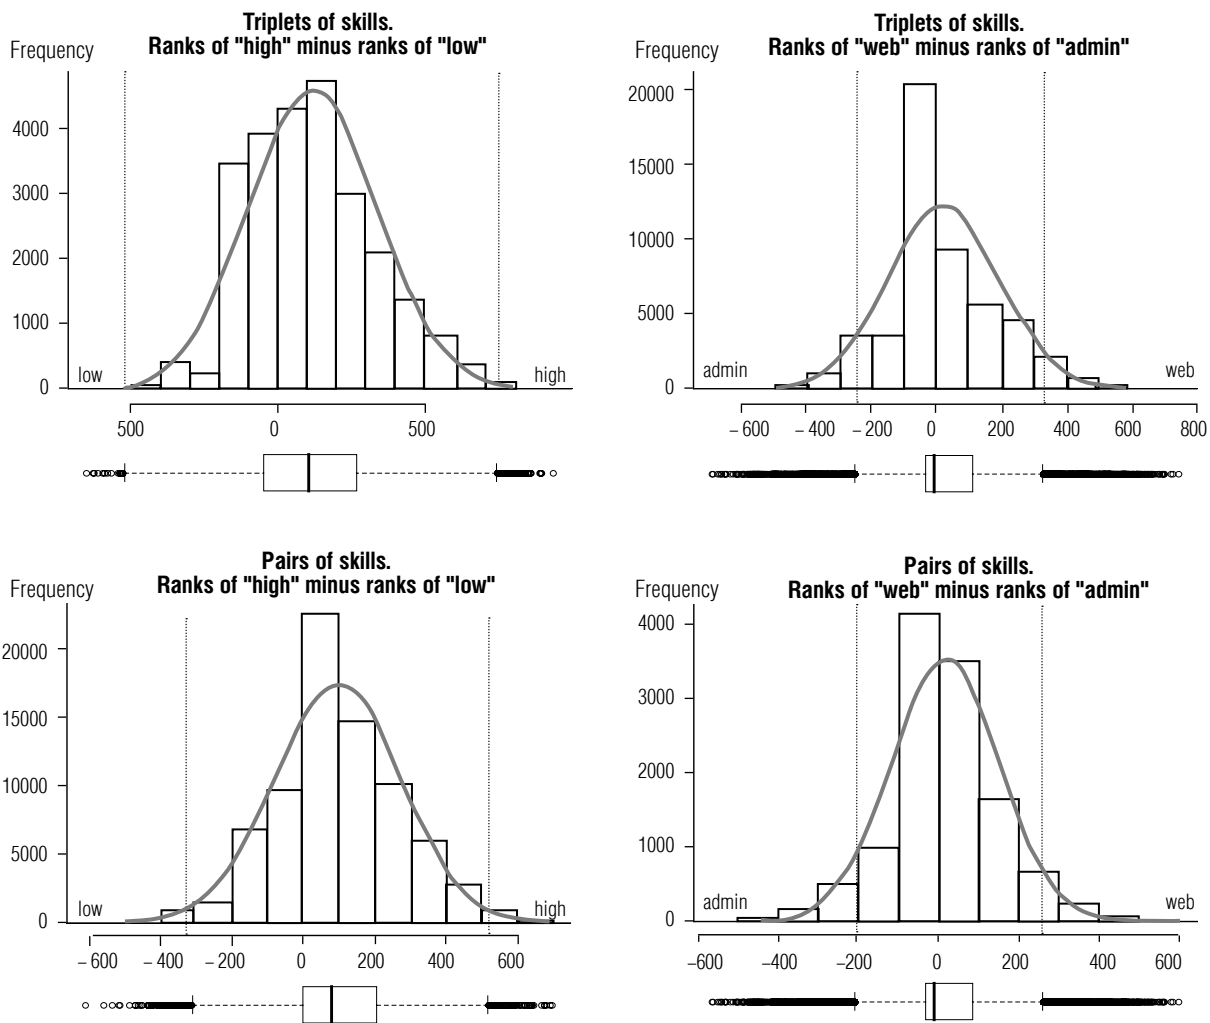 Triplets of skills.
Ranks of "high" minus ranks of "low"
Frequency
4000
3000
2000
1000
0
low
high
500
0
500
Triplets of skills.
Ranks of "web" minus ranks of "admin"
Frequency
20000
15000
10000
5000
0
admin
web
– 600
– 400
– 200
0
200
400
600
800
Pairs of skills.
Ranks of "high" minus ranks of "low"
Frequency
20000
15000
10000
5000
0
low
high
– 600
– 400
– 200
0
200
400
600
Pairs of skills.
Ranks of "web" minus ranks of "admin"
Frequency
4000
3000
2000
1000
0
admin
web
–600
–400
–200
0
200
400
600